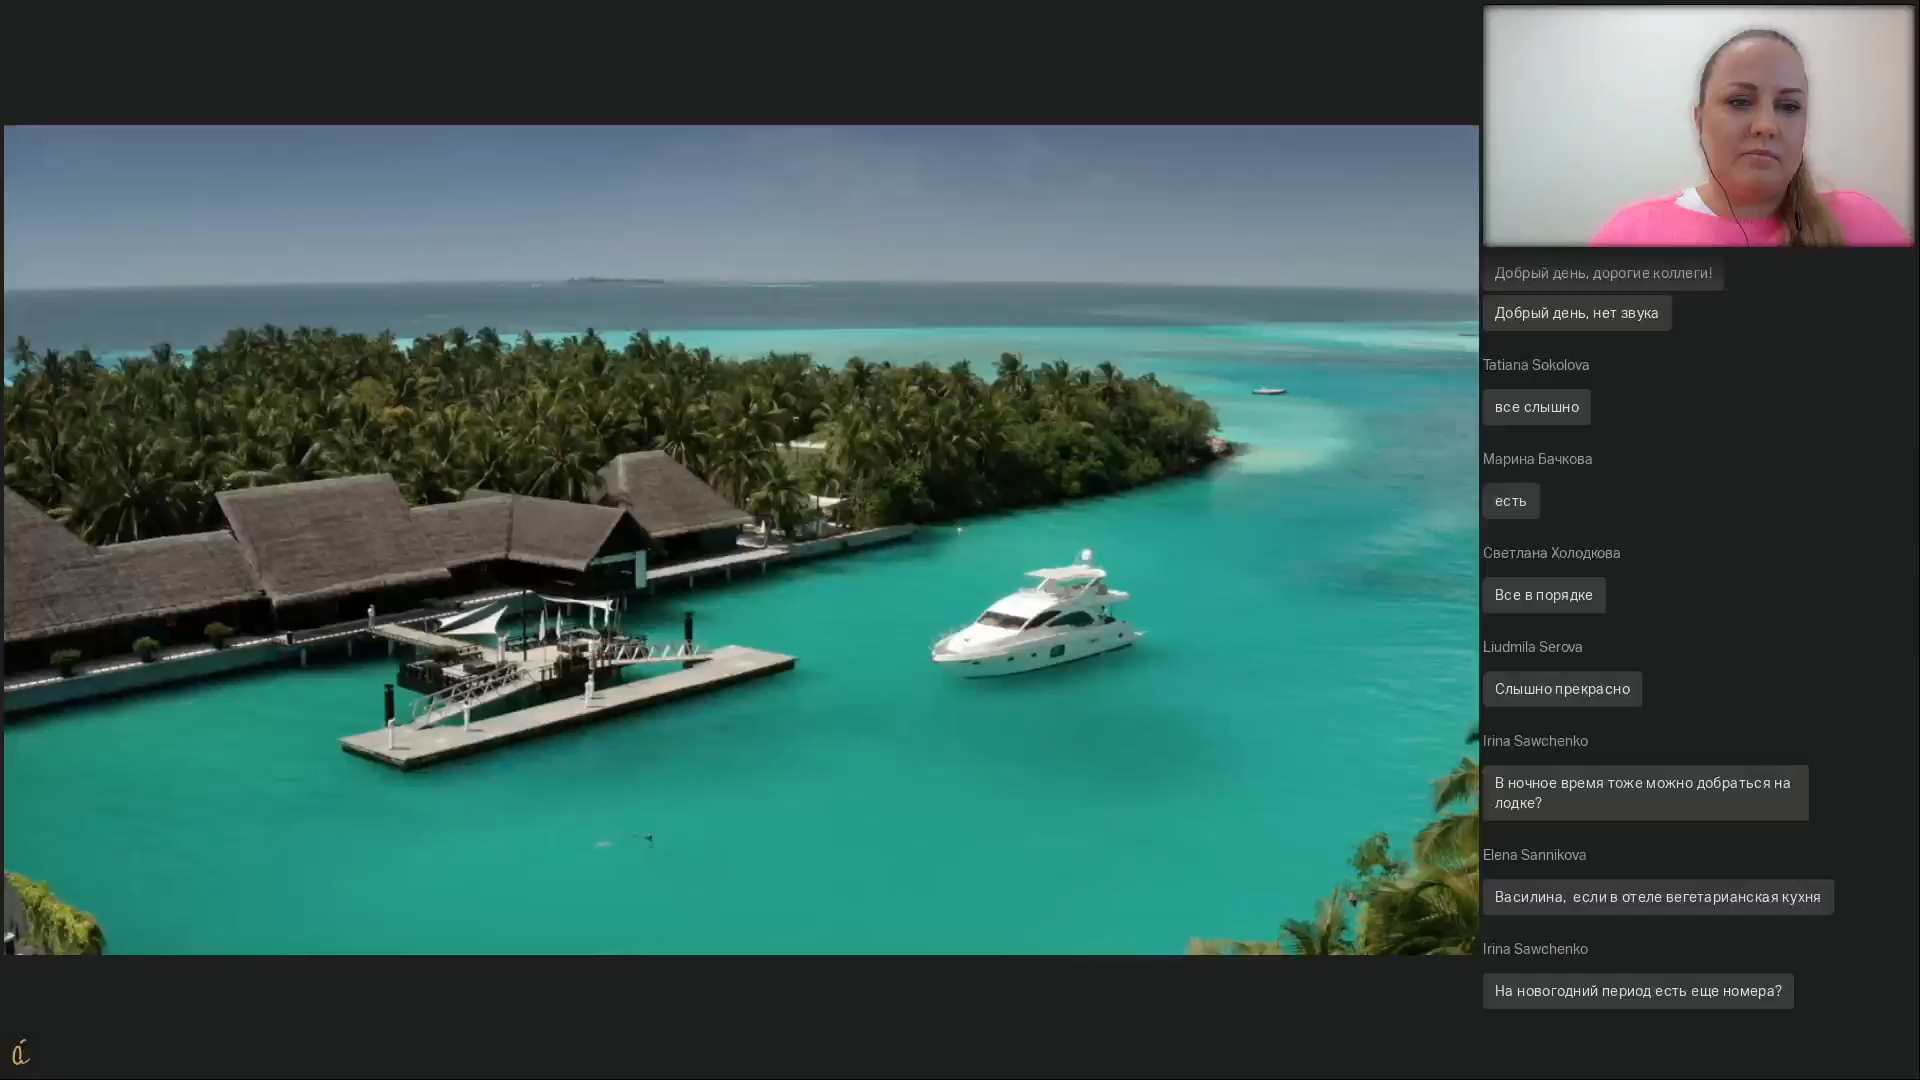 Добрый день, дорогие коллеги!
Добрый день, нет звука
Tatiana Sokolova
все слышно
Марина Бачкова
есть
Светлана Холодкова
Все в порядке
Liudmila Serova
Слышно прекрасно
Irina Sawchenko
В ночное время тоже можно добраться на
лодке?
Elena Sannikova
Василина, если в отеле вегетарианская кухня
Irina Sawchenko
На новогодний период есть еще номера?
á